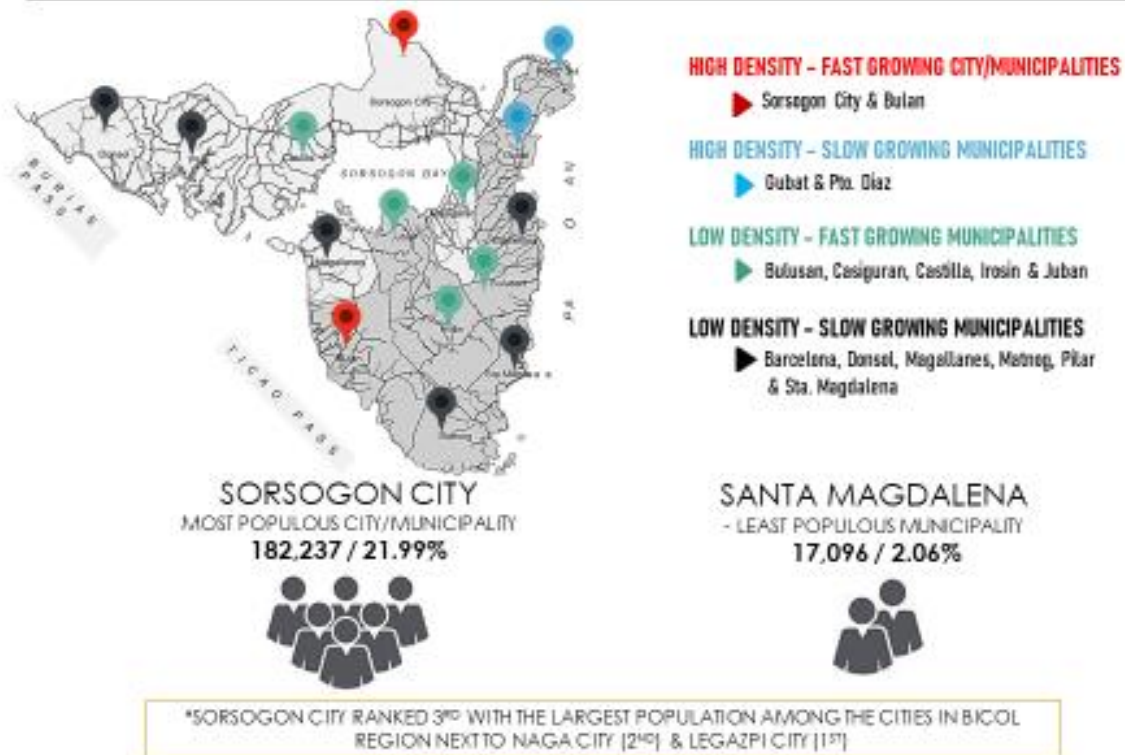 Sorsogon City
SORSOGON BAY
BURIAS
PASS
TICAO PASS
HIGH DENSITY – FAST GROWING CITY/MUNICIPALITIES
Sorsogon City & Bulan
HIGH DENSITY – SLOW GROWING MUNICIPALITIES
Gubat & Pto. Diaz
LOW DENSITY – FAST GROWING MUNICIPALITIES
Bulusan, Casiguran, Castilla, Irosin & Juban
LOW DENSITY – SLOW GROWING MUNICIPALITIES
Barcelona, Donsol, Magallanes, Matnog, Pilar
& Sta. Magdalena
SORSOGON CITY
MOST POPULOUS CITY/MUNICIPALITY
182,237 / 21.99%
SANTA MAGDALENA
- LEAST POPULOUS MUNICIPALITY
17,096 / 2.06%
*SORSOGON CITY RANKED 3RD WITH THE LARGEST POPULATION AMONG THE CITIES IN BICOL
REGION NEXT TO NAGA CITY (2ND) & LEGAZPI CITY (1ST)